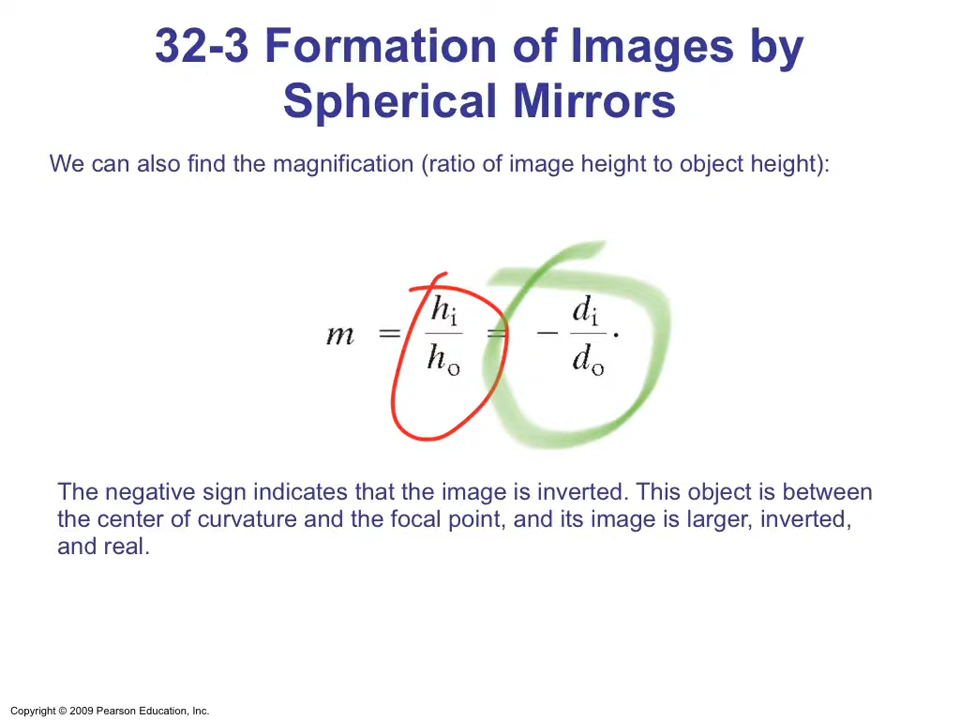 32-3 Formation of Images by
Spherical Mirrors
We can also find the magnification (ratio of image height to object height):
m = hᵢ/hₒ = − dᵢ/dₒ.
The negative sign indicates that the image is inverted. This object is between
the center of curvature and the focal point, and its image is larger, inverted,
and real.
Copyright © 2009 Pearson Education, Inc.